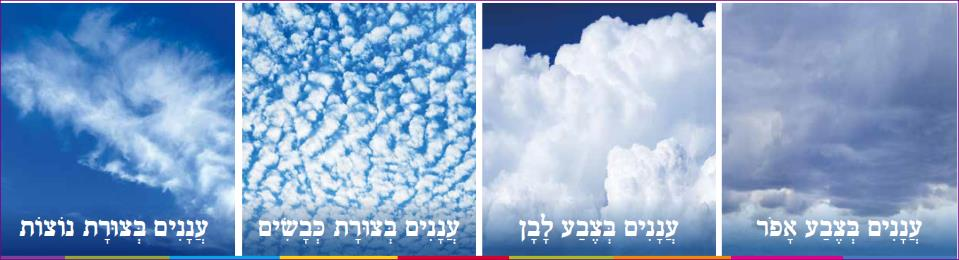 עֲנָנִים בְּצֶבַע אָפֹר
עֲנָנִים בְּצֶבַע לָבָן
עֲנָנִים בְּצוּרַת כְּבָשִׂים
עֲנָנִים בְּצוּרַת נוֹצוֹת